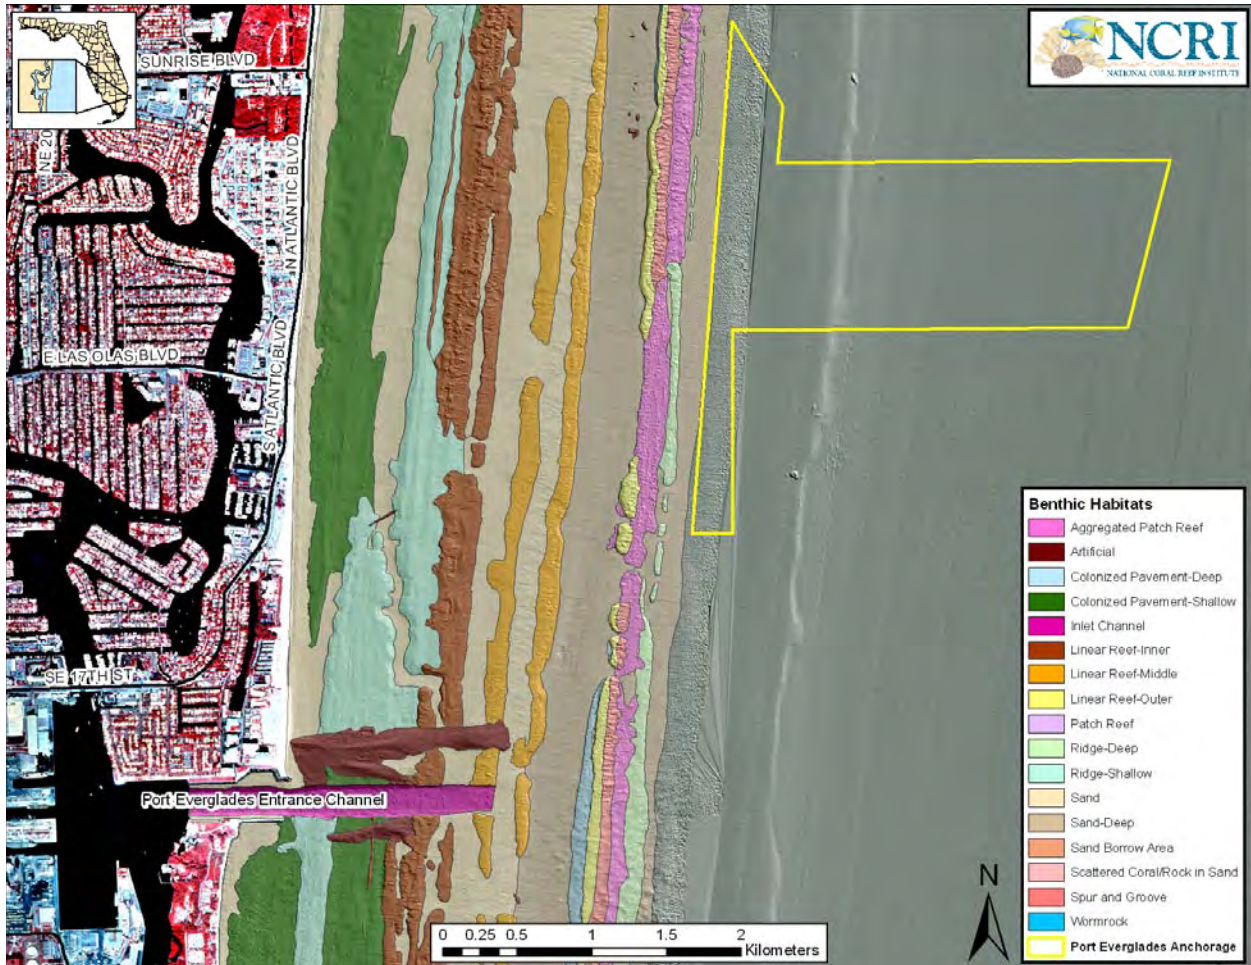 NCRI
NATIONAL CORAL REEF INSTITUTE
SUNRISE BLVD
NE 20
N ATLANTIC BLVD
E LAS OLAS BLVD
S ATLANTIC BLVD
SE 17TH ST
Port Everglades Entrance Channel
Benthic Habitats
Aggregated Patch Reef
Artificial
Colonized Pavement-Deep
Colonized Pavement-Shallow
Inlet Channel
Linear Reef-Inner
Linear Reef-Middle
Linear Reef-Outer
Patch Reef
Ridge-Deep
Ridge-Shallow
Sand
Sand-Deep
Sand Borrow Area
Scattered Coral/Rock in Sand
Spur and Groove
Wormrock
Port Everglades Anchorage
N
0 0.25 0.5 1 1.5 2
Kilometers